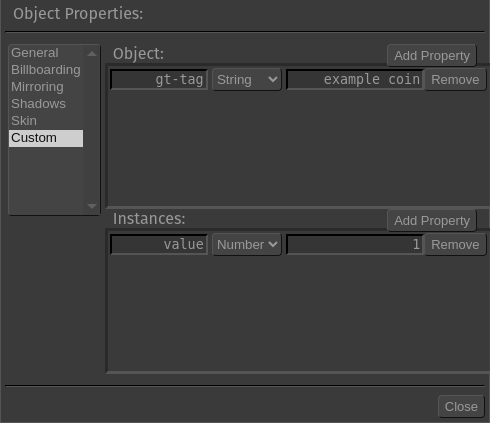 Object Properties:
General
Billboarding
Mirroring
Shadows
Skin
Custom
Object:
Add Property
gt-tag String example coin Remove
Instances:
Add Property
value Number 1 Remove
Close